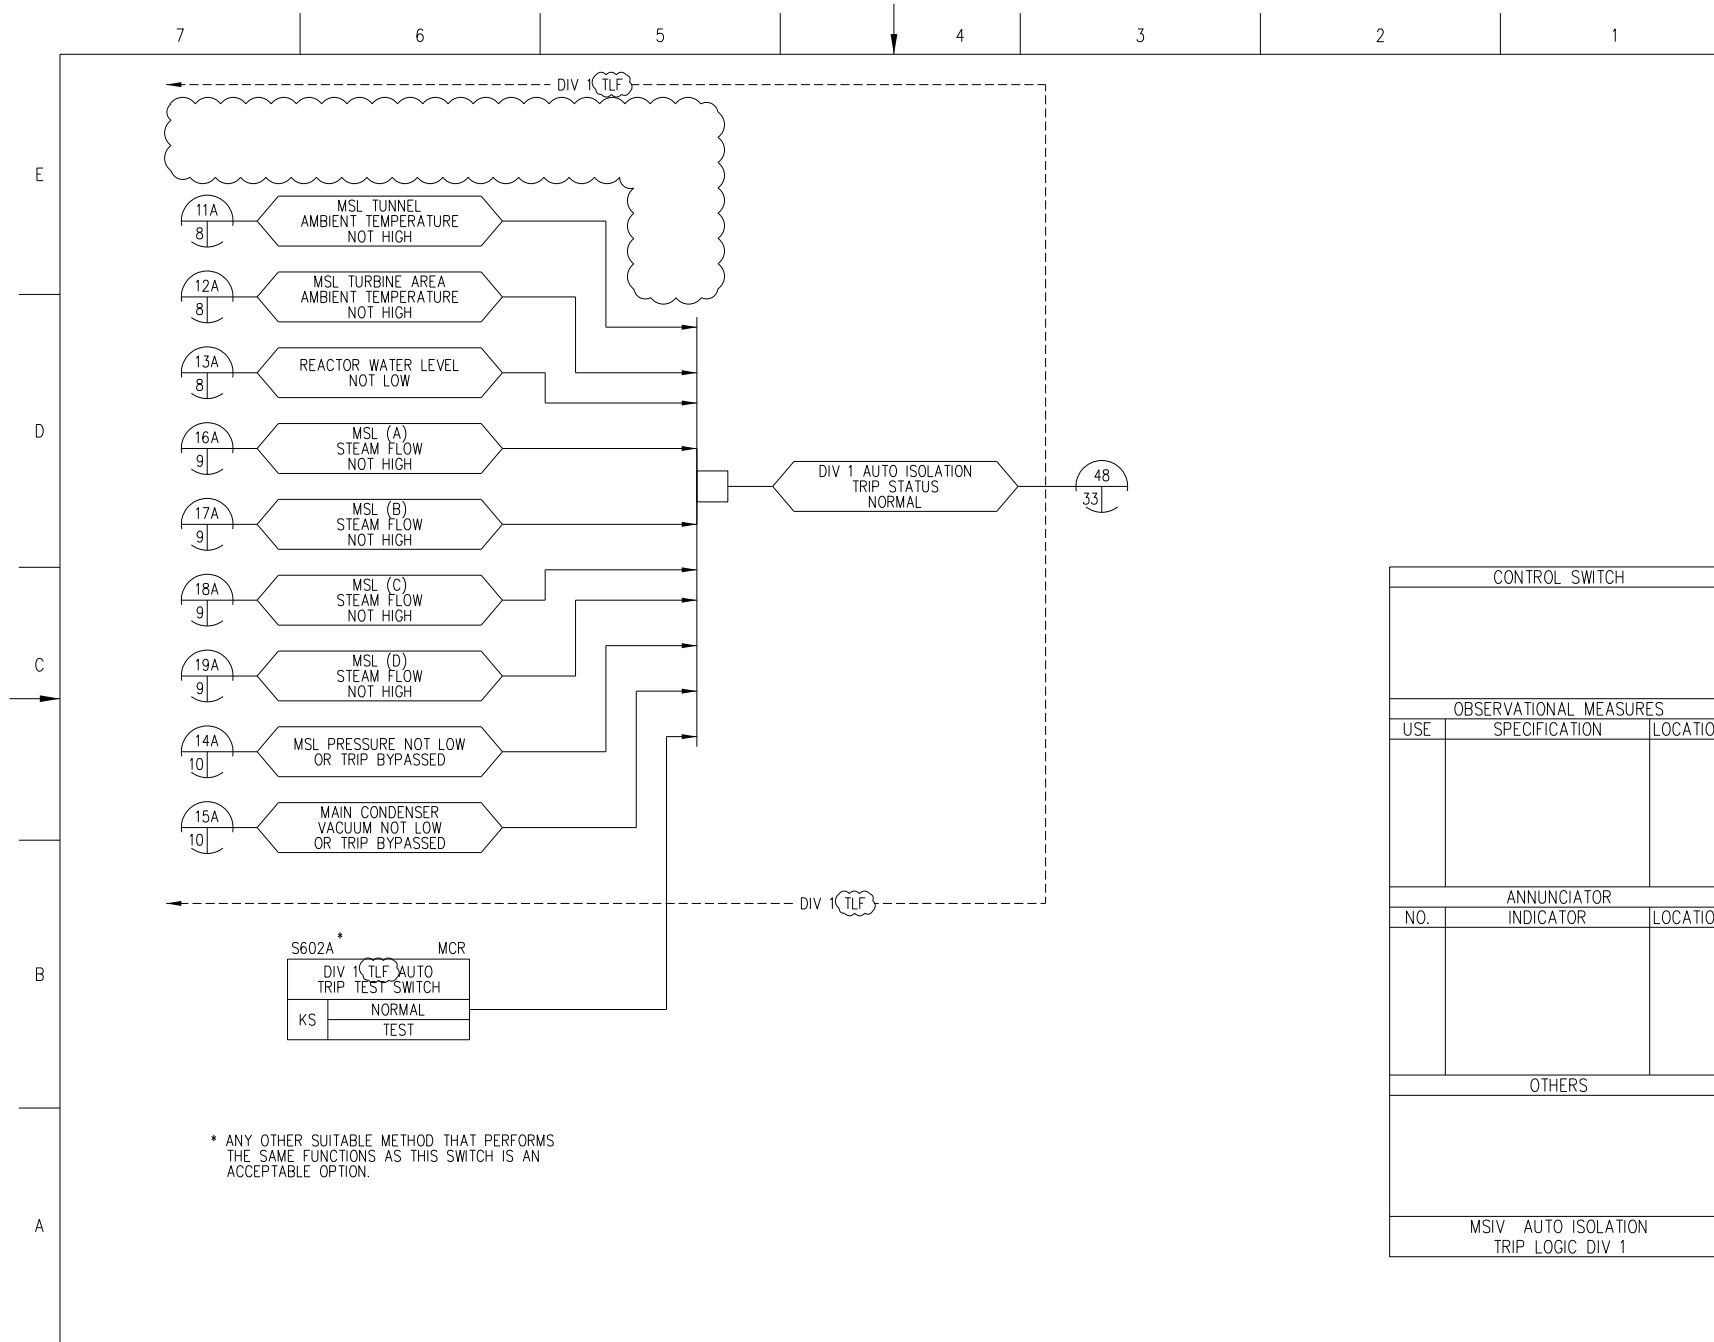 7 6 5 4 3 2 1
DIV 1 TLF
E
11A
8
MSL TUNNEL
AMBIENT TEMPERATURE
NOT HIGH
12A
8
MSL TURBINE AREA
AMBIENT TEMPERATURE
NOT HIGH
13A
8
REACTOR WATER LEVEL
NOT LOW
D
16A
9
MSL (A)
STEAM FLOW
NOT HIGH
DIV 1 AUTO ISOLATION
TRIP STATUS
NORMAL
48
33
17A
9
MSL (B)
STEAM FLOW
NOT HIGH
18A
9
MSL (C)
STEAM FLOW
NOT HIGH
C
19A
9
MSL (D)
STEAM FLOW
NOT HIGH
14A
10
MSL PRESSURE NOT LOW
OR TRIP BYPASSED
15A
10
MAIN CONDENSER
VACUUM NOT LOW
OR TRIP BYPASSED
DIV 1 TLF
B
S602A * MCR
DIV 1 TLF AUTO
TRIP TEST SWITCH
KS
NORMAL
TEST
* ANY OTHER SUITABLE METHOD THAT PERFORMS
THE SAME FUNCTIONS AS THIS SWITCH IS AN
ACCEPTABLE OPTION.
A
CONTROL SWITCH
OBSERVATIONAL MEASURES
USE SPECIFICATION LOCATIO
ANNUNCIATOR
NO. INDICATOR LOCATIO
OTHERS
MSIV AUTO ISOLATION
TRIP LOGIC DIV 1